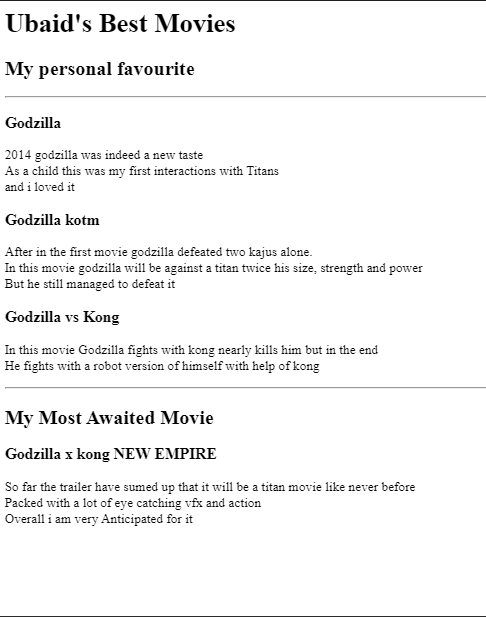 Ubaid's Best Movies
My personal favourite
Godzilla
2014 godzilla was indeed a new taste
As a child this was my first interactions with Titans
and i loved it
Godzilla kotm
After in the first movie godzilla defeated two kajus alone.
In this movie godzilla will be against a titan twice his size, strength and power
But he still managed to defeat it
Godzilla vs Kong
In this movie Godzilla fights with kong nearly kills him but in the end
He fights with a robot version of himself with help of kong
My Most Awaited Movie
Godzilla x kong NEW EMPIRE
So far the trailer have sumed up that it will be a titan movie like never before
Packed with a lot of eye catching vfx and action
Overall i am very Anticipated for it